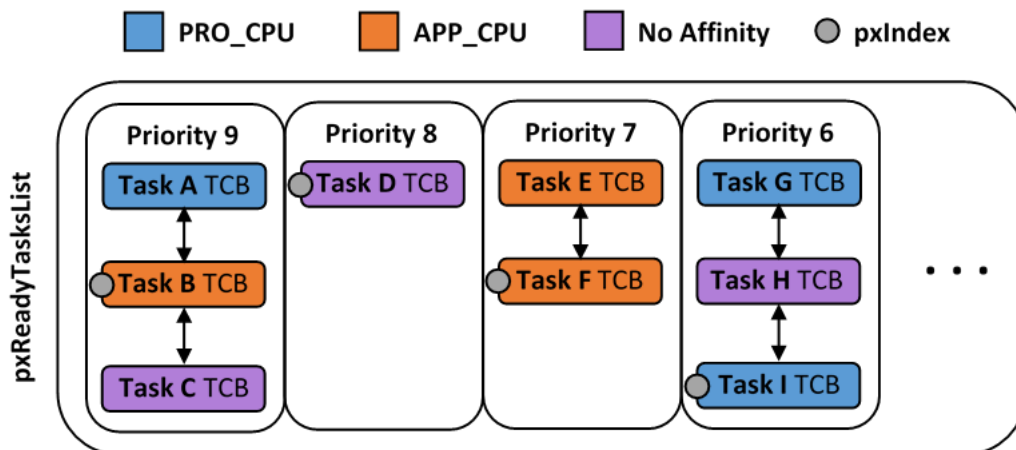 PRO_CPU APP_CPU No Affinity pxIndex
pxReadyTasksList
Priority 9
Task A TCB
Task B TCB
Task C TCB
Priority 8
Task D TCB
Priority 7
Task E TCB
Task F TCB
Priority 6
Task G TCB
Task H TCB
Task I TCB
...